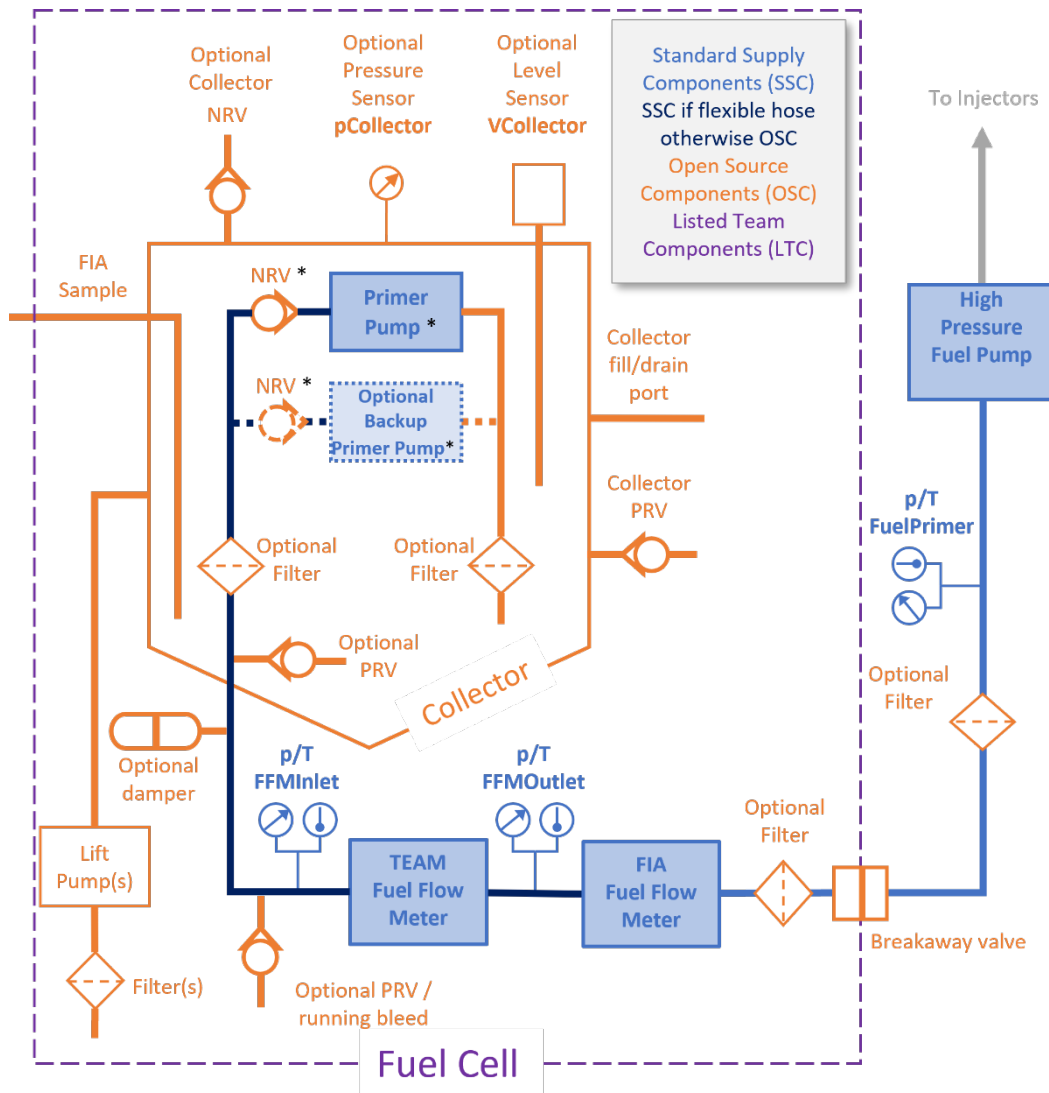 Optional
Collector
NRV
Optional
Pressure
Sensor
pCollector
Optional
Level
Sensor
VCollector
Standard Supply
Components (SSC)
SSC if flexible hose
otherwise OSC
Open Source
Components (OSC)
Listed Team
Components (LTC)
To Injectors
FIA
Sample
NRV *
Primer
Pump *
NRV *
Optional
Backup
Primer Pump*
Collector
fill/drain
port
High
Pressure
Fuel Pump
Collector
PRV
p/T
FuelPrimer
Optional
Filter
Optional
Filter
Optional
PRV
Collector
Optional
Filter
Optional
damper
p/T
FFMInlet
p/T
FFMOutlet
Optional
Filter
Lift
Pump(s)
TEAM
Fuel Flow
Meter
FIA
Fuel Flow
Meter
Breakaway valve
Filter(s)
Optional PRV /
running bleed
Fuel Cell